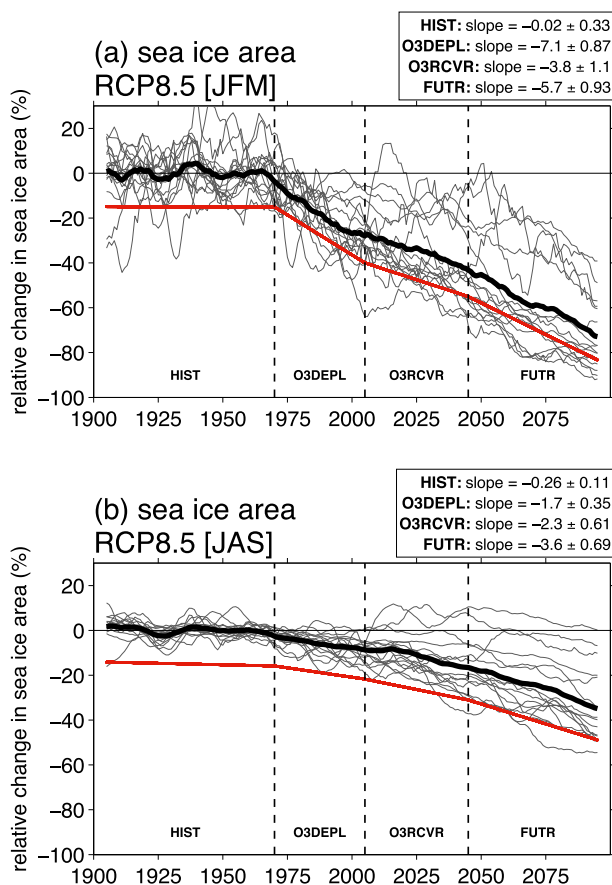 HIST: slope = −0.02 ± 0.33
O3DEPL: slope = −7.1 ± 0.87
O3RCVR: slope = −3.8 ± 1.1
FUTR: slope = −5.7 ± 0.93
(a) sea ice area
RCP8.5 [JFM]
relative change in sea ice area (%)
20
0
−20
−40
−60
−80
−100
HIST O3DEPL O3RCVR FUTR
1900 1925 1950 1975 2000 2025 2050 2075
HIST: slope = −0.26 ± 0.11
O3DEPL: slope = −1.7 ± 0.35
O3RCVR: slope = −2.3 ± 0.61
FUTR: slope = −3.6 ± 0.69
(b) sea ice area
RCP8.5 [JAS]
relative change in sea ice area (%)
20
0
−20
−40
−60
−80
−100
HIST O3DEPL O3RCVR FUTR
1900 1925 1950 1975 2000 2025 2050 2075